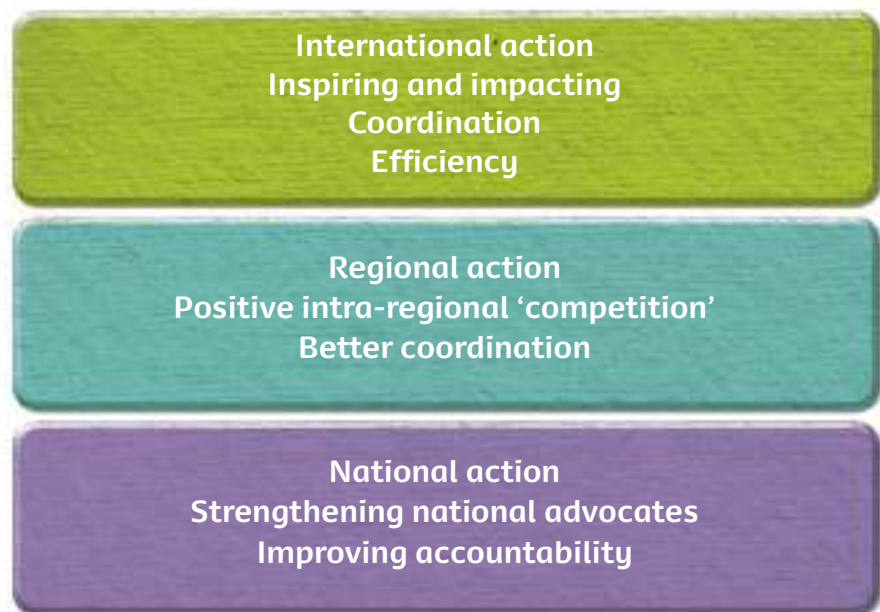 International action
Inspiring and impacting
Coordination
Efficiency
Regional action
Positive intra-regional ‘competition’
Better coordination
National action
Strengthening national advocates
Improving accountability